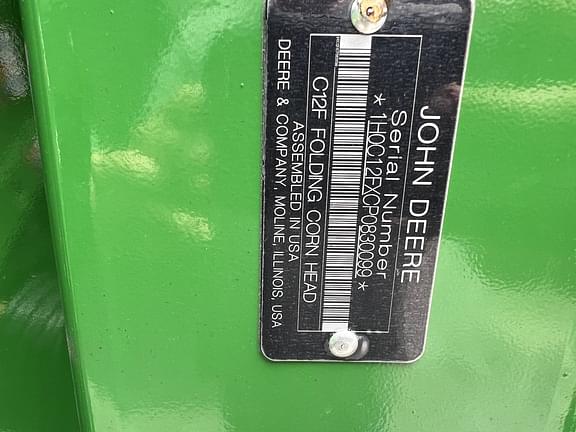 JOHN DEERE
Serial Number
* 1H0C12FXCP0830099 *
C12F FOLDING CORN HEAD
ASSEMBLED IN USA
DEERE & COMPANY, MOLINE, ILLINOIS, USA